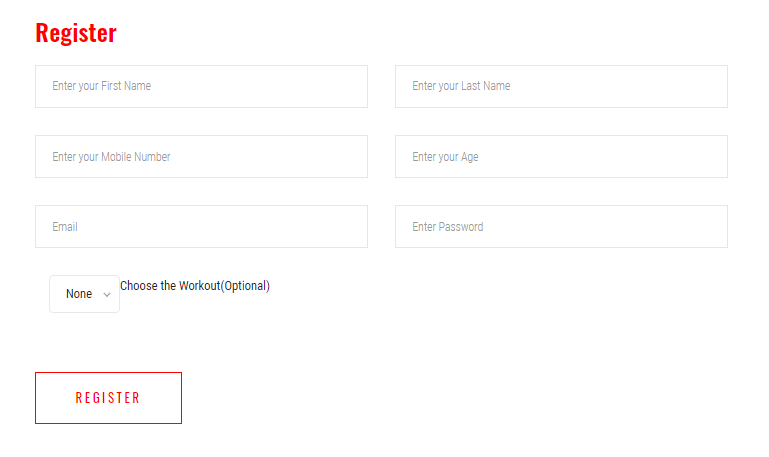 Register
Enter your First Name
Enter your Last Name
Enter your Mobile Number
Enter your Age
Email
Enter Password
None
Choose the Workout(Optional)
REGISTER